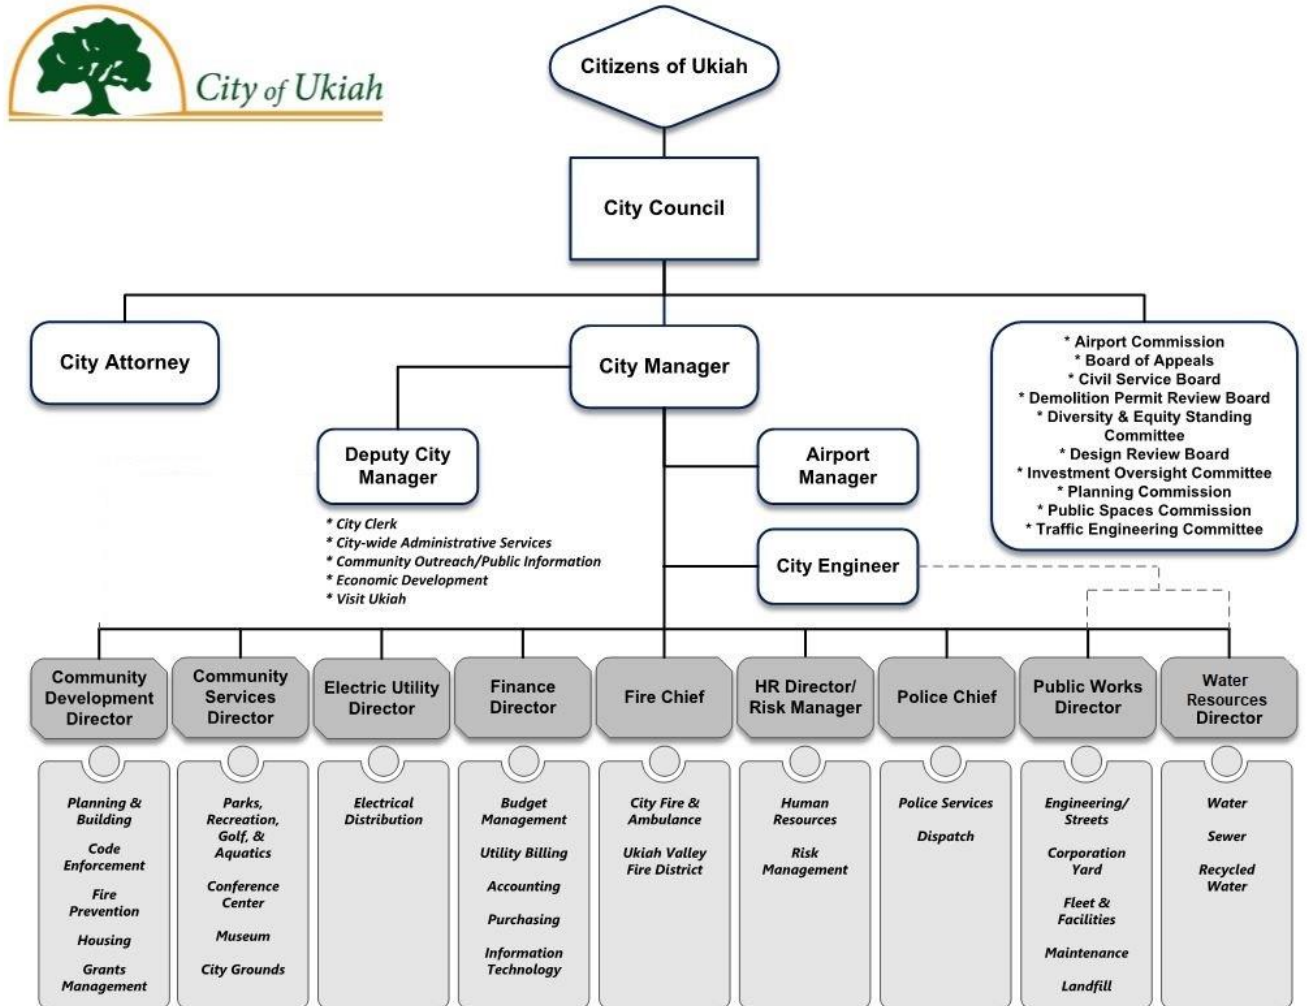 City of Ukiah
Citizens of Ukiah
City Council
City Attorney
City Manager
* Airport Commission
* Board of Appeals
* Civil Service Board
* Demolition Permit Review Board
* Diversity & Equity Standing
Committee
* Design Review Board
* Investment Oversight Committee
* Planning Commission
* Public Spaces Commission
* Traffic Engineering Committee
Deputy City
Manager
* City Clerk
* City-wide Administrative Services
* Community Outreach/Public Information
* Economic Development
* Visit Ukiah
Airport
Manager
City Engineer
Community
Development
Director
Community
Services
Director
Electric Utility
Director
Finance
Director
Fire Chief
HR Director/
Risk Manager
Police Chief
Public Works
Director
Water
Resources
Director
Planning &
Building
Code
Enforcement
Fire
Prevention
Housing
Grants
Management
Parks,
Recreation,
Golf, &
Aquatics
Conference
Center
Museum
City Grounds
Electrical
Distribution
Budget
Management
Utility Billing
Accounting
Purchasing
Information
Technology
City Fire &
Ambulance
Ukiah Valley
Fire District
Human
Resources
Risk
Management
Police Services
Dispatch
Engineering/
Streets
Corporation
Yard
Fleet &
Facilities
Maintenance
Landfill
Water
Sewer
Recycled
Water